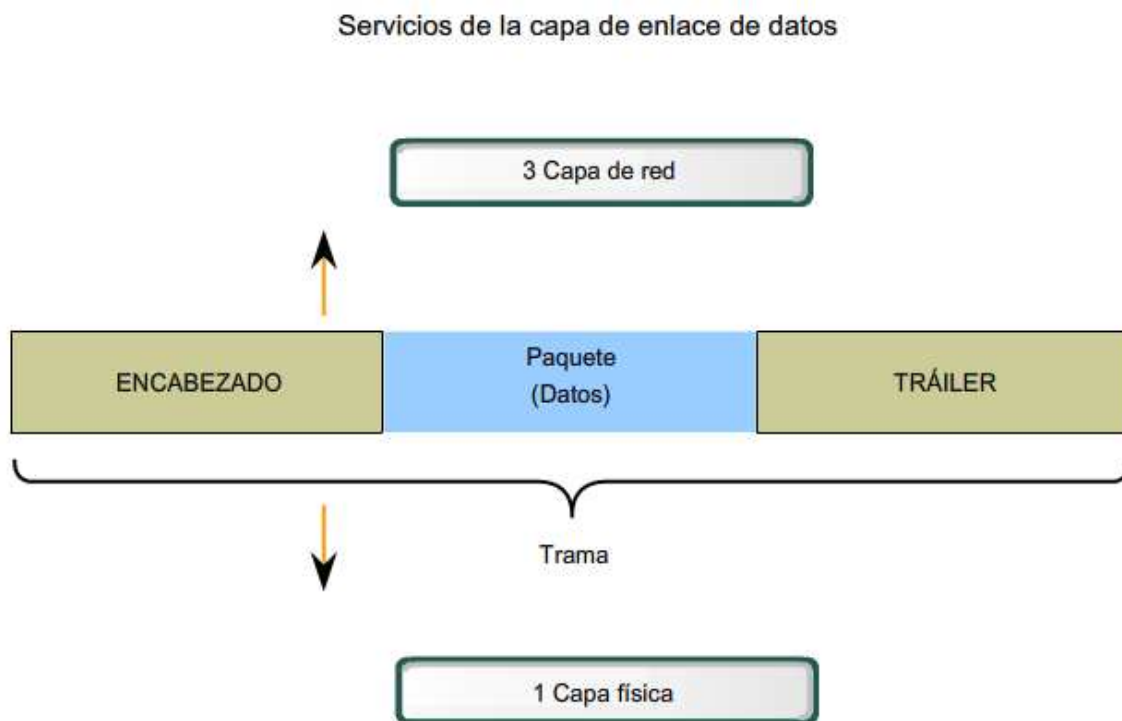 Servicios de la capa de enlace de datos
3 Capa de red
ENCABEZADO
Paquete
(Datos)
TRÁILER
Trama
1 Capa física